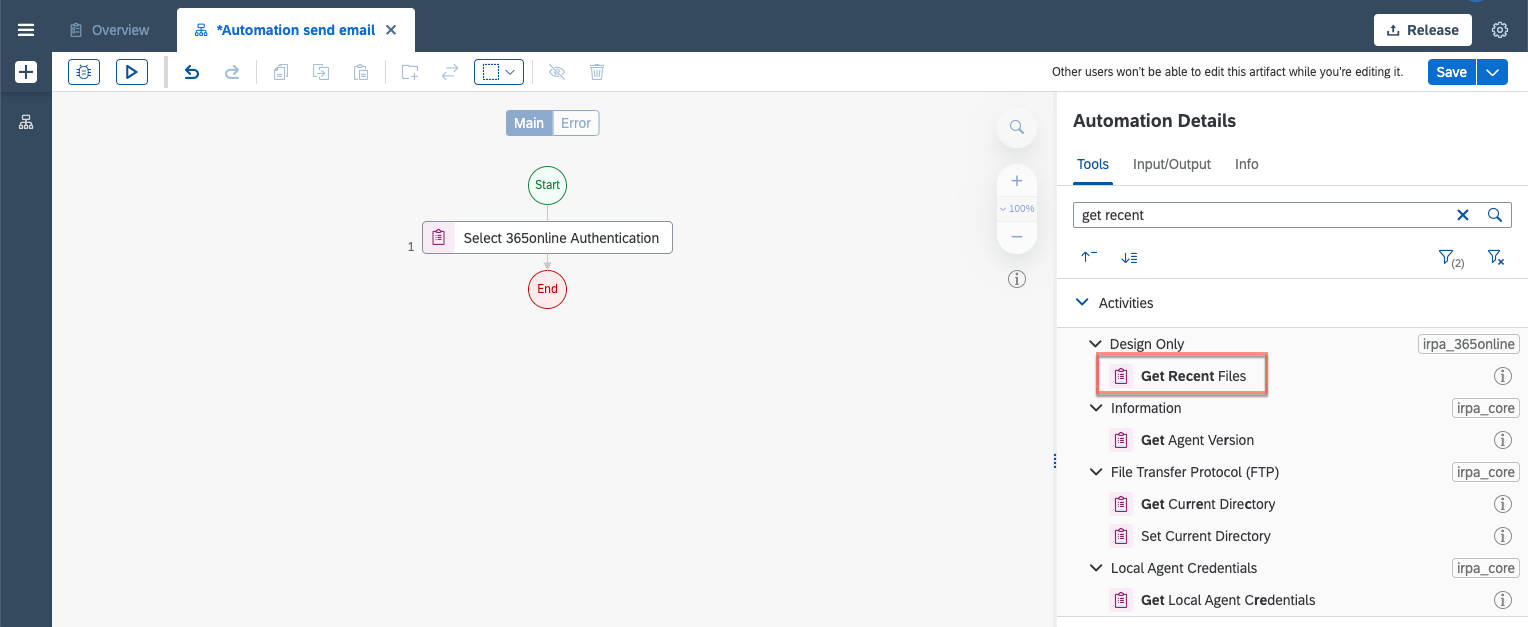 Overview
*Automation send email
Release
Other users won't be able to edit this artifact while you're editing it.
Save
Main
Error
Start
1
Select 365online Authentication
End
100%
Automation Details
Tools
Input/Output
Info
get recent
(2)
Activities
Design Only
irpa_365online
Get Recent Files
Information
irpa_core
Get Agent Version
File Transfer Protocol (FTP)
irpa_core
Get Current Directory
Set Current Directory
Local Agent Credentials
irpa_core
Get Local Agent Credentials